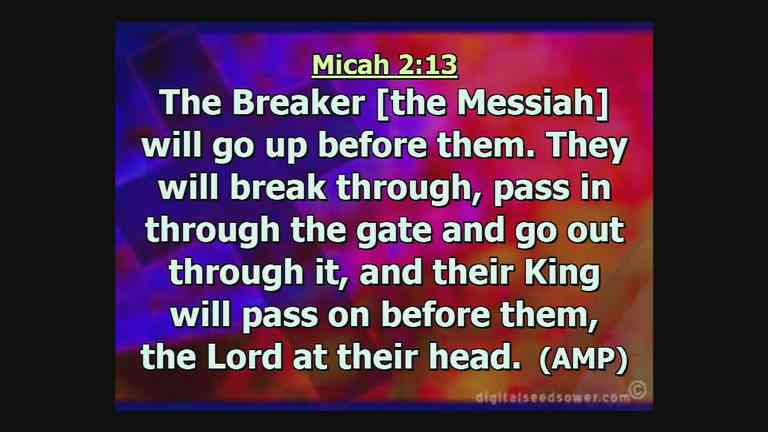 Micah 2:13
The Breaker [the Messiah]
will go up before them. They
will break through, pass in
through the gate and go out
through it, and their King
will pass on before them,
the Lord at their head. (AMP)
digitalseedsower.com©